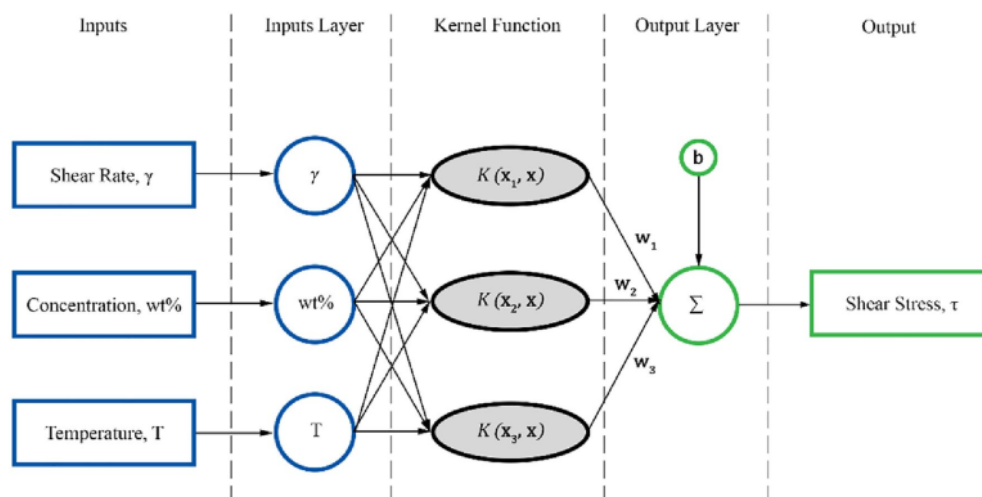 Inputs
Inputs Layer
Kernel Function
Output Layer
Output
Shear Rate, γ
γ
K(x₁, x)
b
w₁
Concentration, wt%
wt%
K(x₂, x)
w₂
Σ
Shear Stress, τ
w₃
Temperature, T
T
K(x₃, x)